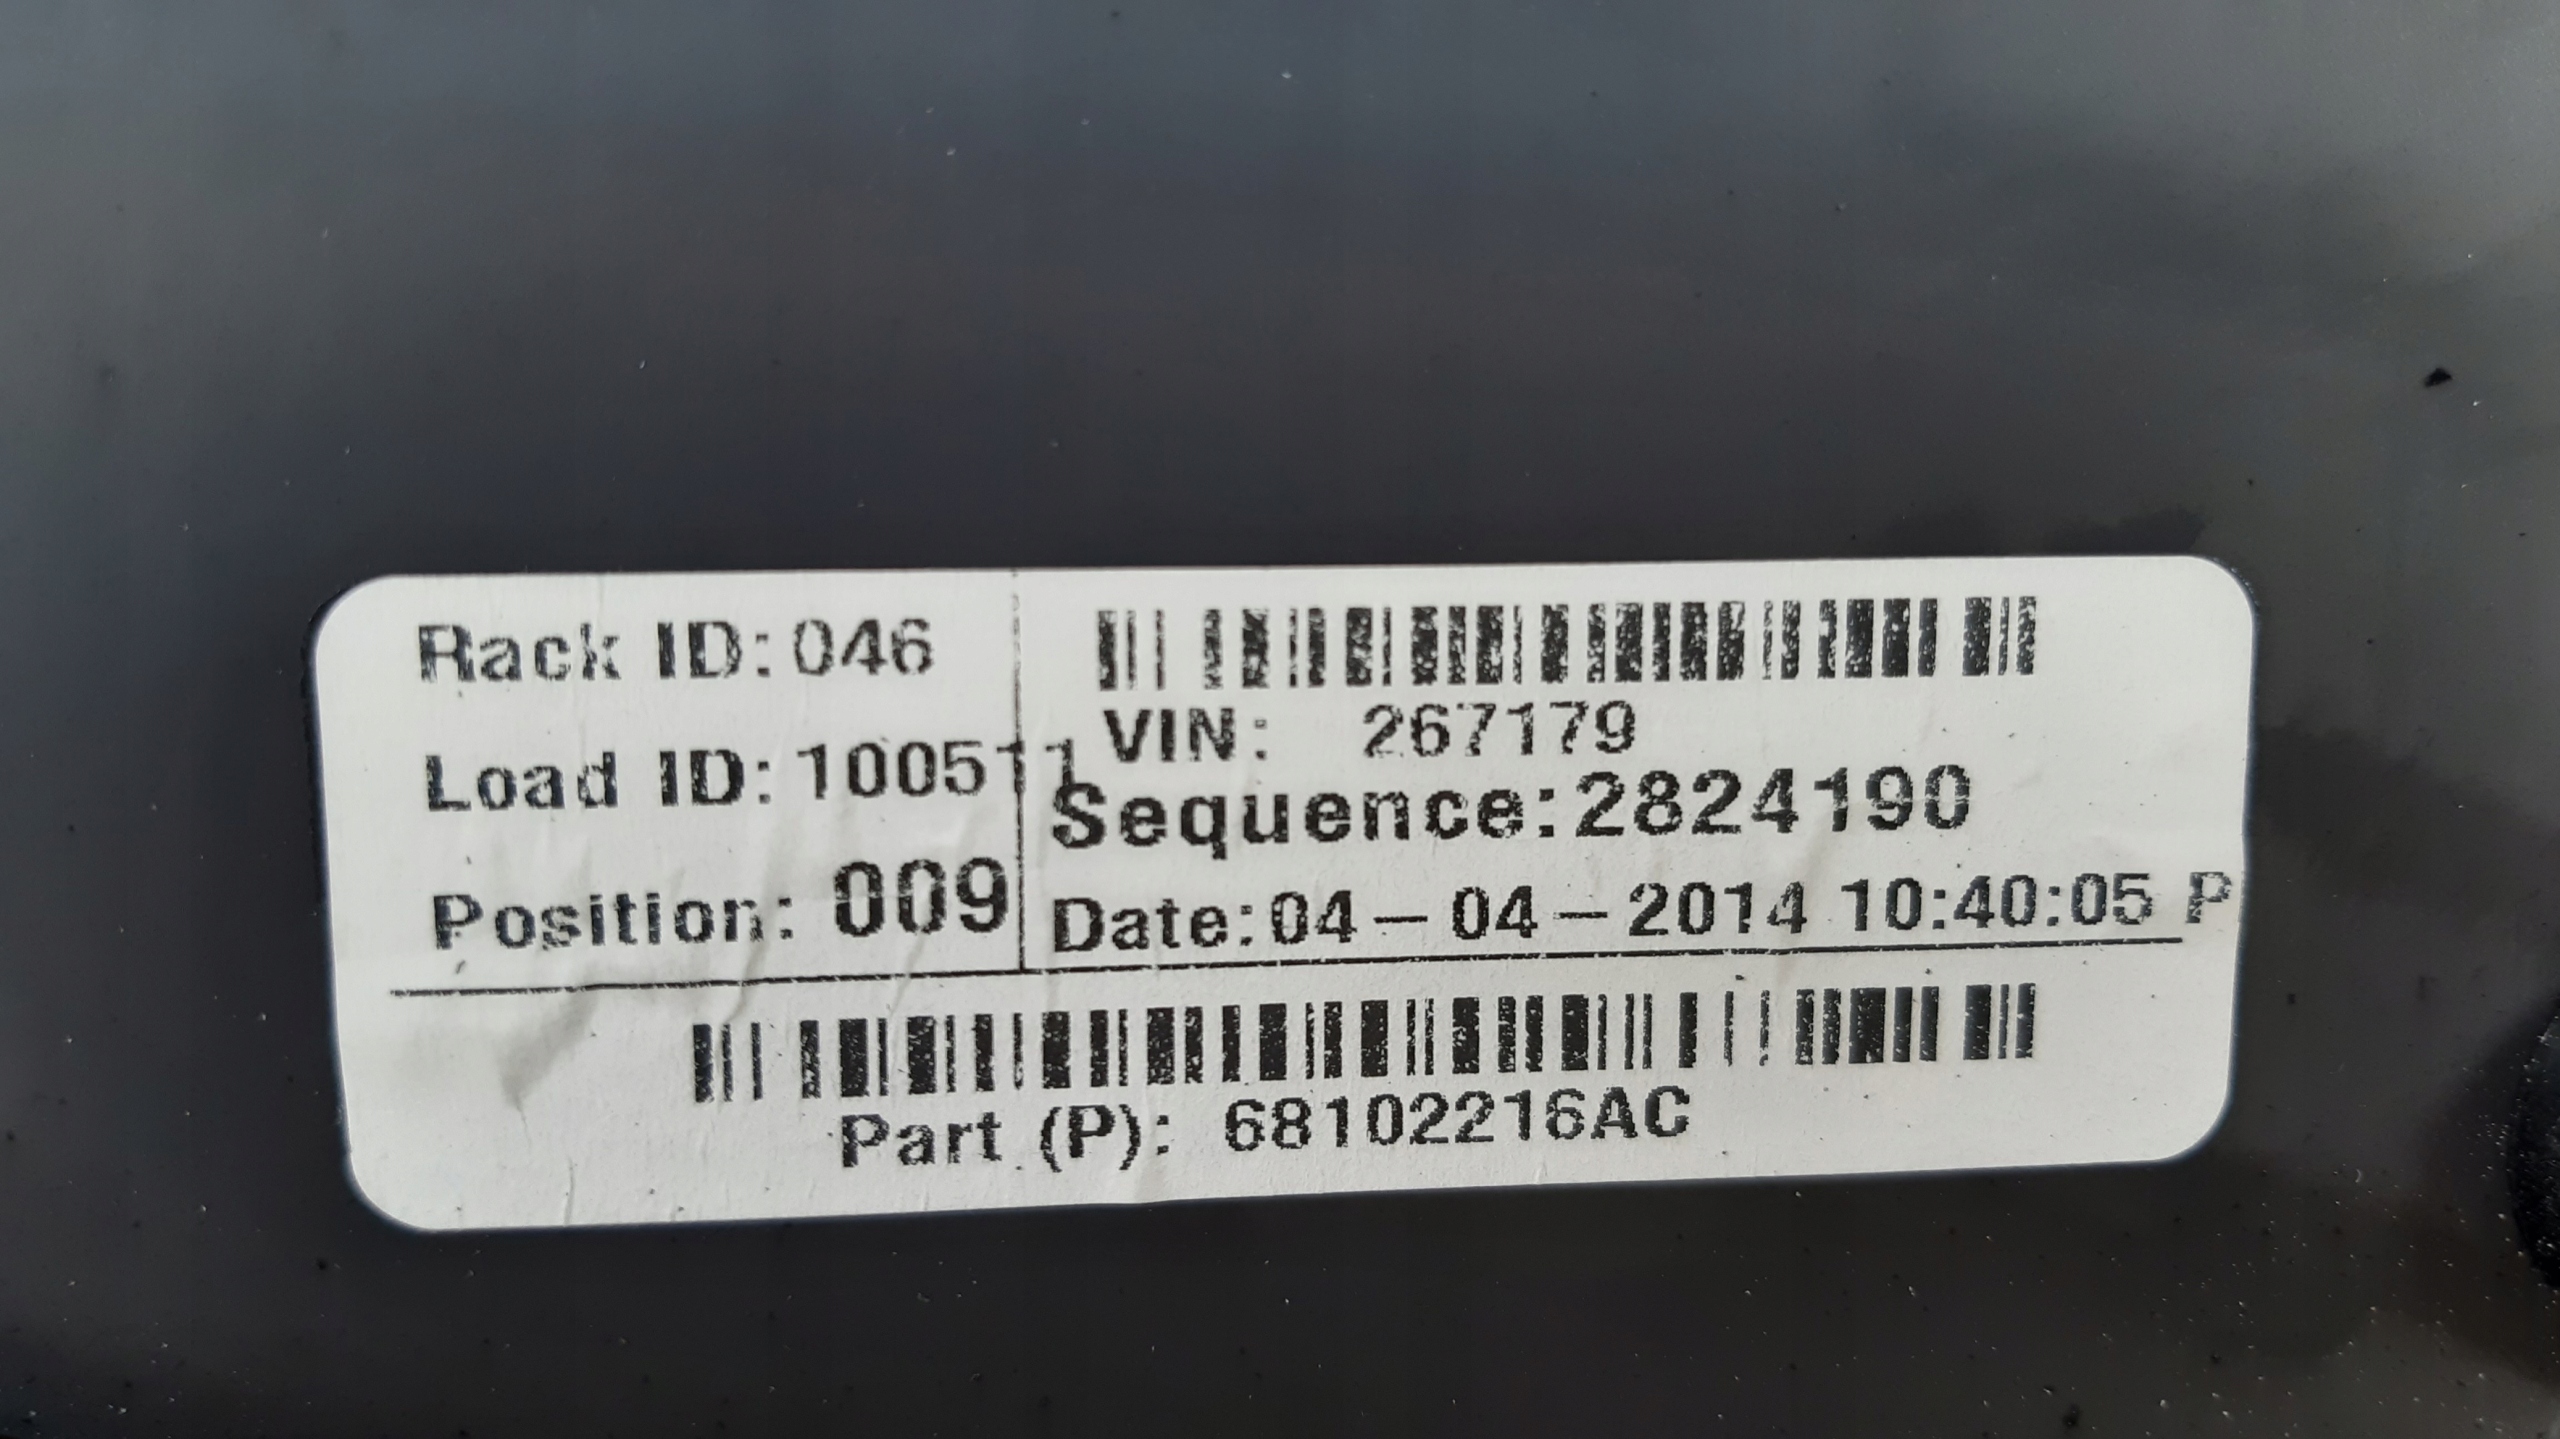 Rack ID: 046
Load ID: 100511
Position: 009
VIN: 267179
Sequence: 2824190
Date: 04-04-2014 10:40:05 P
Part (P): 68102216AC